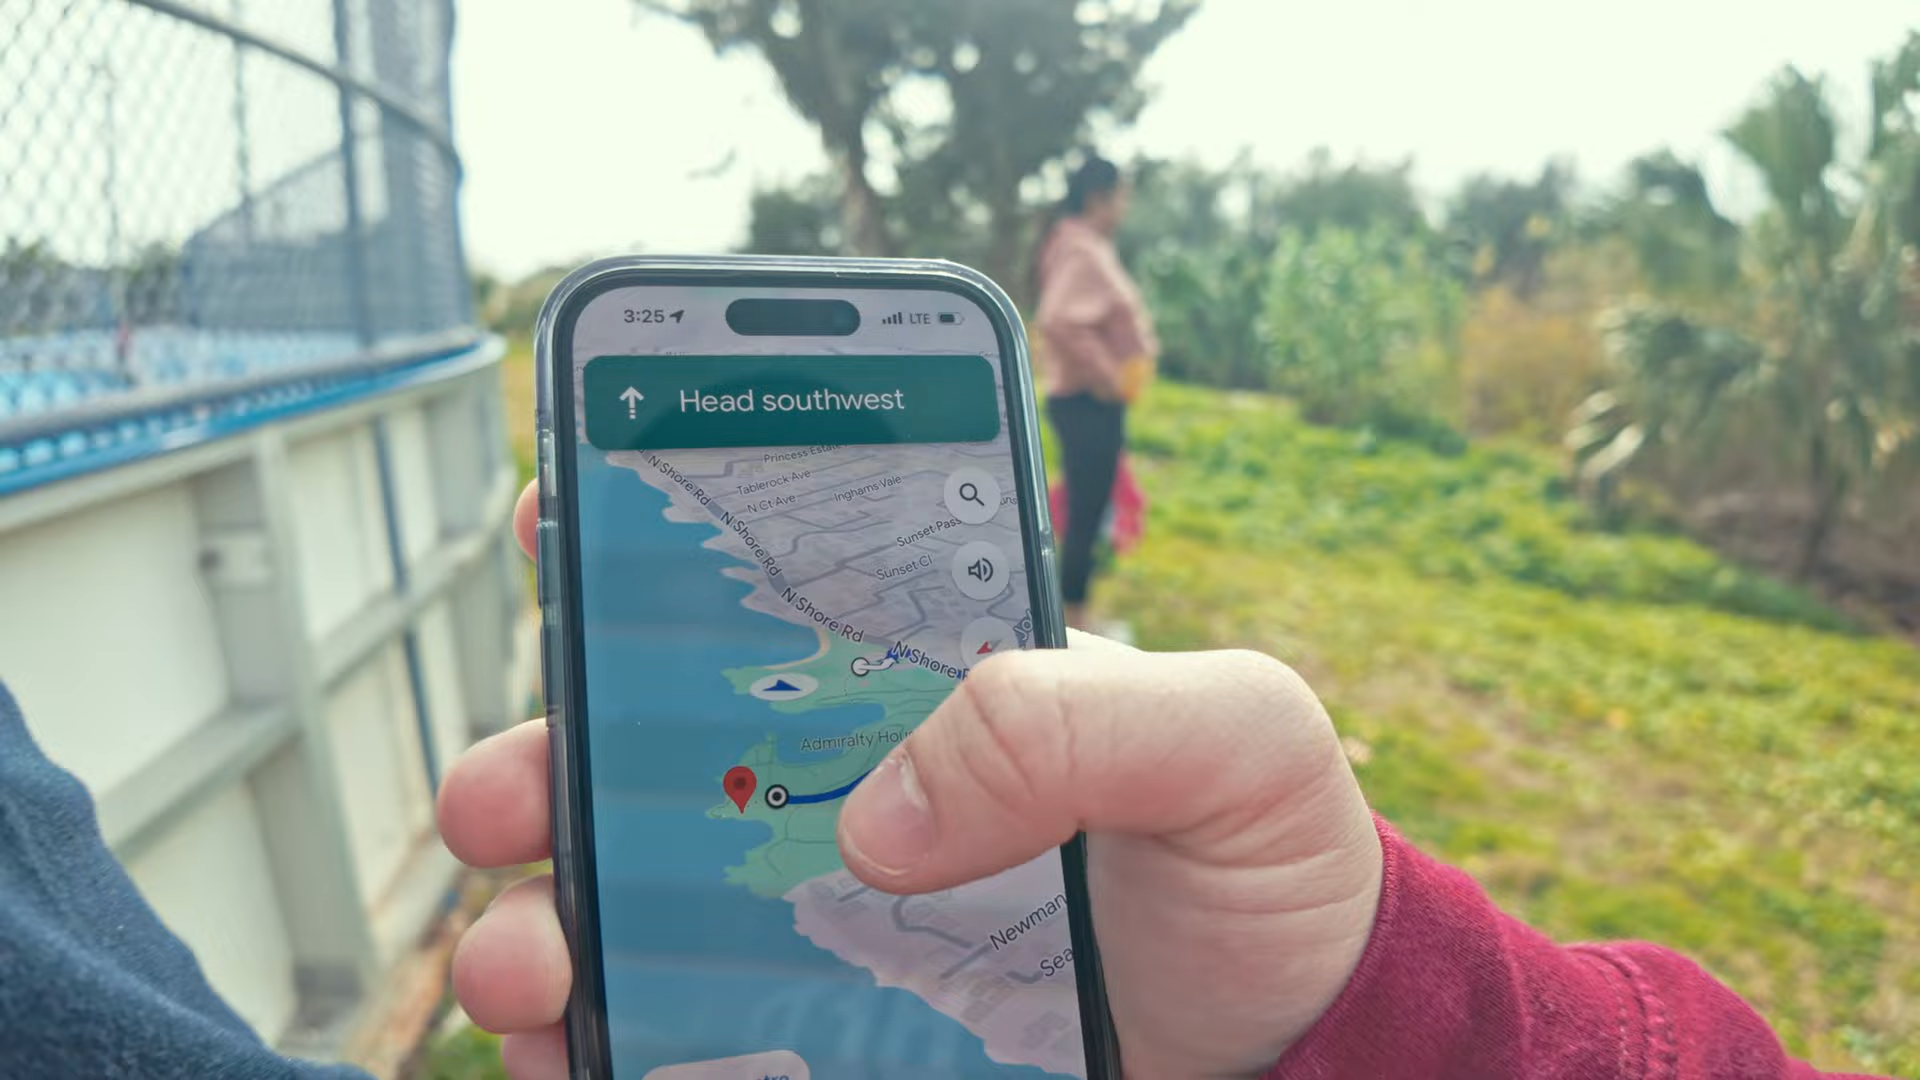 3:25
LTE
Head southwest
Princess Estate
Tablerock Ave
N Shore Rd
N Ct Ave
Inghams Vale
N Shore Rd
Sunset Pass
Sunset Cl
N Shore Rd
N Shore R
Admiralty Hou
Newman
Sea